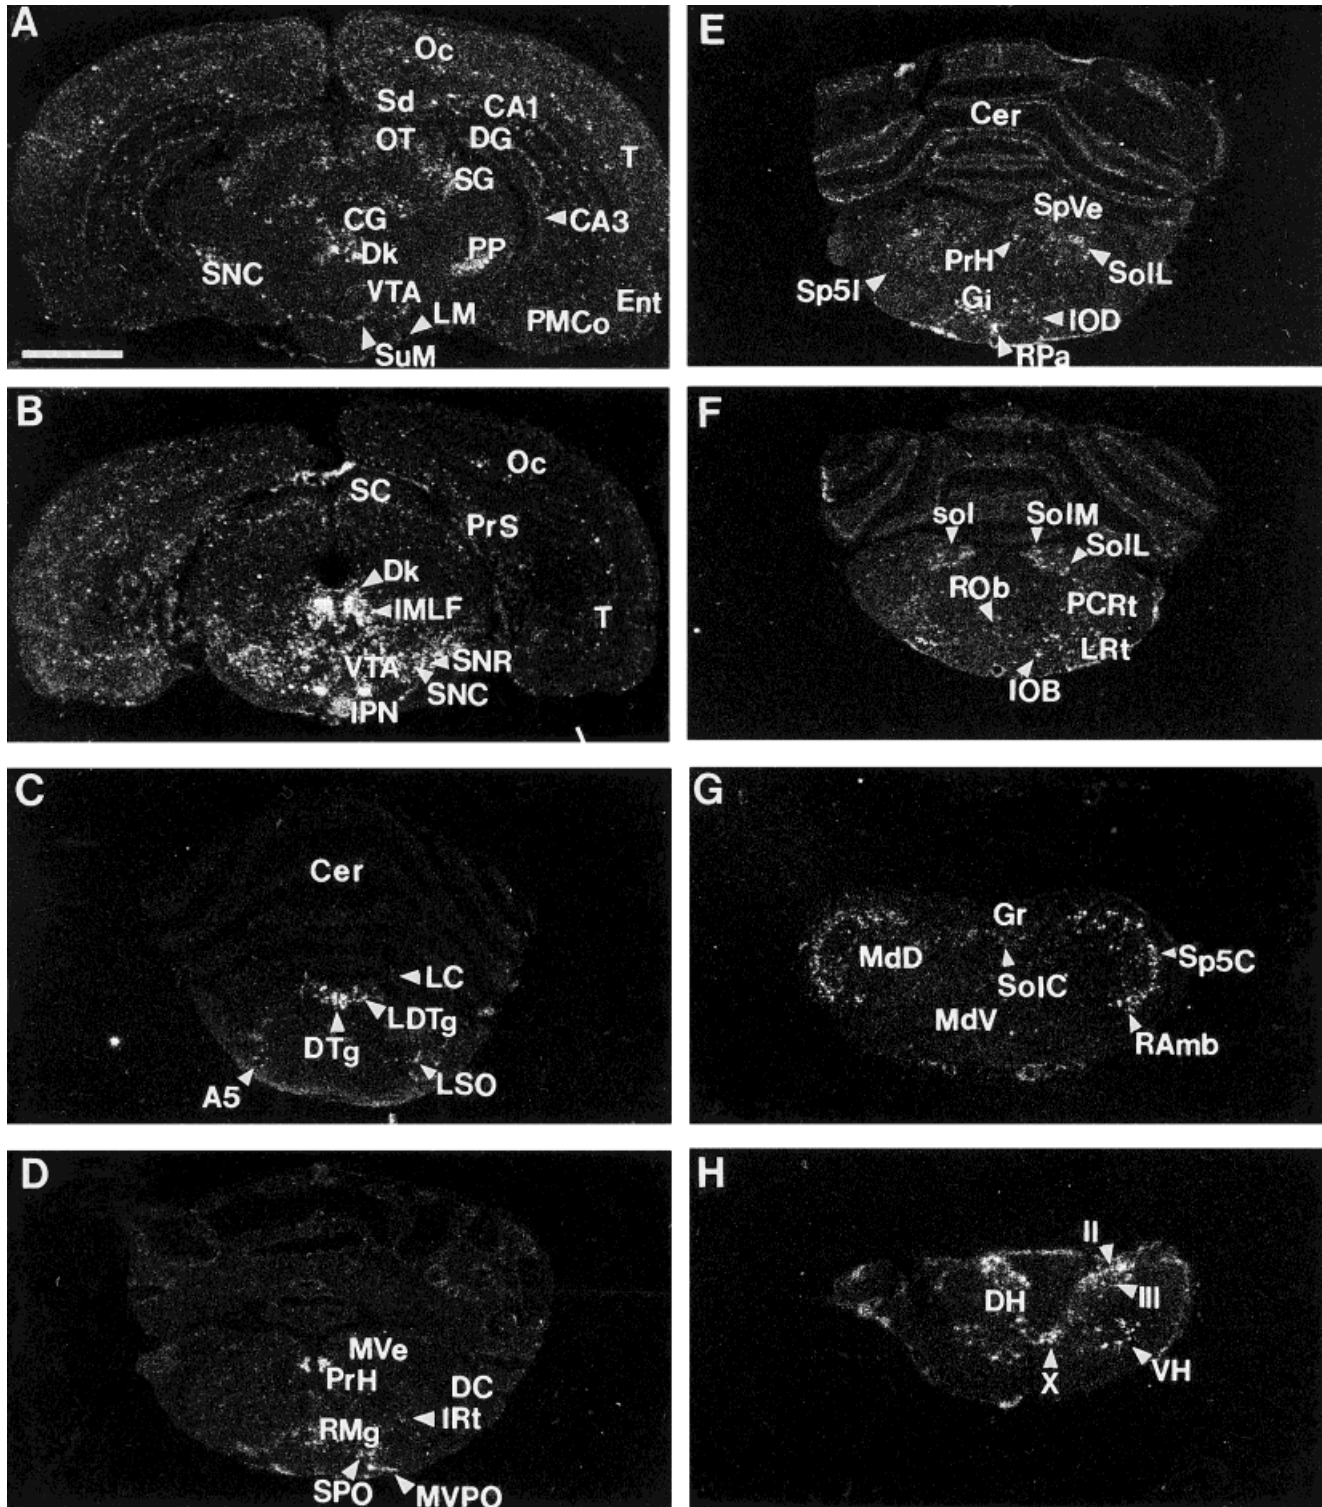 A
Oc
Sd
CA1
OT
DG
T
SG
CG
CA3
Dk
PP
SNC
VTA
Ent
LM
PMCo
SuM
B
Oc
SC
PrS
Dk
IMLF
T
VTA
SNR
SNC
IPN
C
Cer
LC
LDTg
DTg
A5
LSO
D
MVe
PrH
DC
IRt
RMg
SPO
MVPO
E
Cer
SpVe
PrH
SolL
Sp5I
Gi
IOD
RPa
F
sol
SolM
SolL
ROb
PCRt
LRt
IOB
G
Gr
MdD
Sp5C
SolC
MdV
RAmb
H
II
DH
III
X
VH